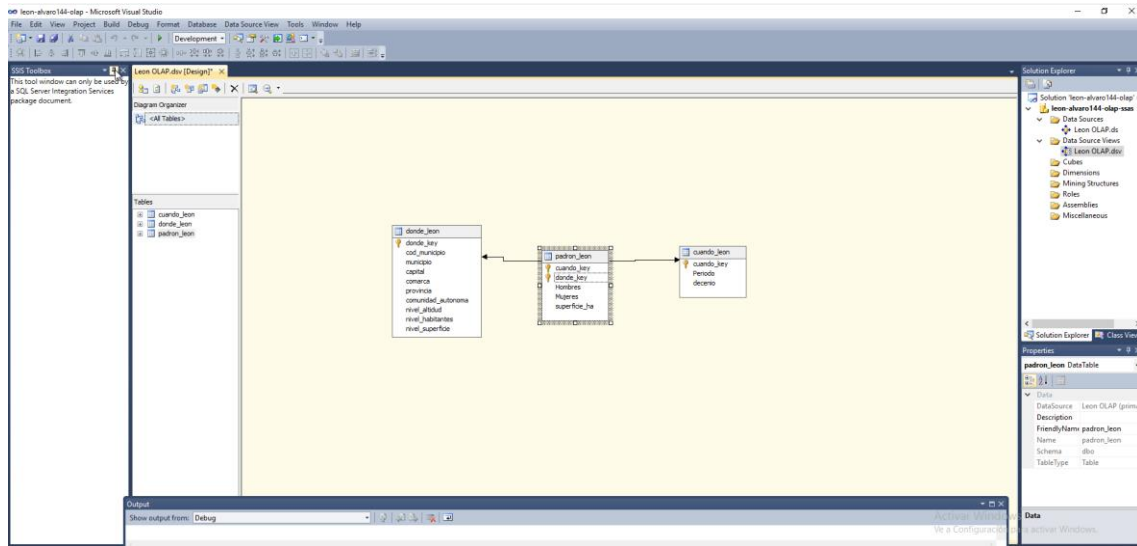 leon-alvaro144-olap - Microsoft Visual Studio
File Edit View Project Build Debug Format Database Data Source View Tools Window Help
Development
SSIS Toolbox
This tool window can only be used by
a SQL Server Integration Services
package document.
Leon OLAP.dsv [Design]*
Diagram Organizer
<All Tables>
Tables
cuando_leon
donde_leon
padron_leon
donde_leon
donde_key
cod_municipio
municipio
capital
comarca
provincia
comunidad_autonoma
nivel_altidud
nivel_habitantes
nivel_superficie
padron_leon
cuando_key
donde_key
Hombres
Mujeres
superficie_ha
cuando_leon
cuando_key
Periodo
decenio
Output
Show output from: Debug
Solution Explorer
Solution 'leon-alvaro144-olap'
leon-alvaro144-olap-ssas
Data Sources
Leon OLAP.ds
Data Source Views
Leon OLAP.dsv
Cubes
Dimensions
Mining Structures
Roles
Assemblies
Miscellaneous
Solution Explorer Class View
Properties
padron_leon DataTable
Data
DataSource Leon OLAP (prim
Description
FriendlyName padron_leon
Name padron_leon
Schema dbo
TableType Table
Data
Activar Windows
Ve a Configuración para activar Windows.